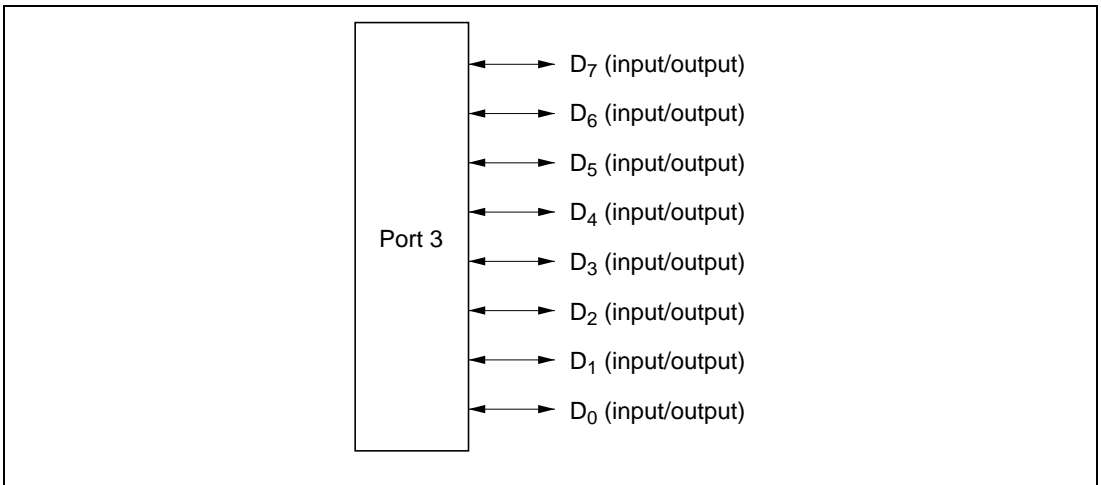 D7 (input/output)
D6 (input/output)
D5 (input/output)
D4 (input/output)
Port 3
D3 (input/output)
D2 (input/output)
D1 (input/output)
D0 (input/output)